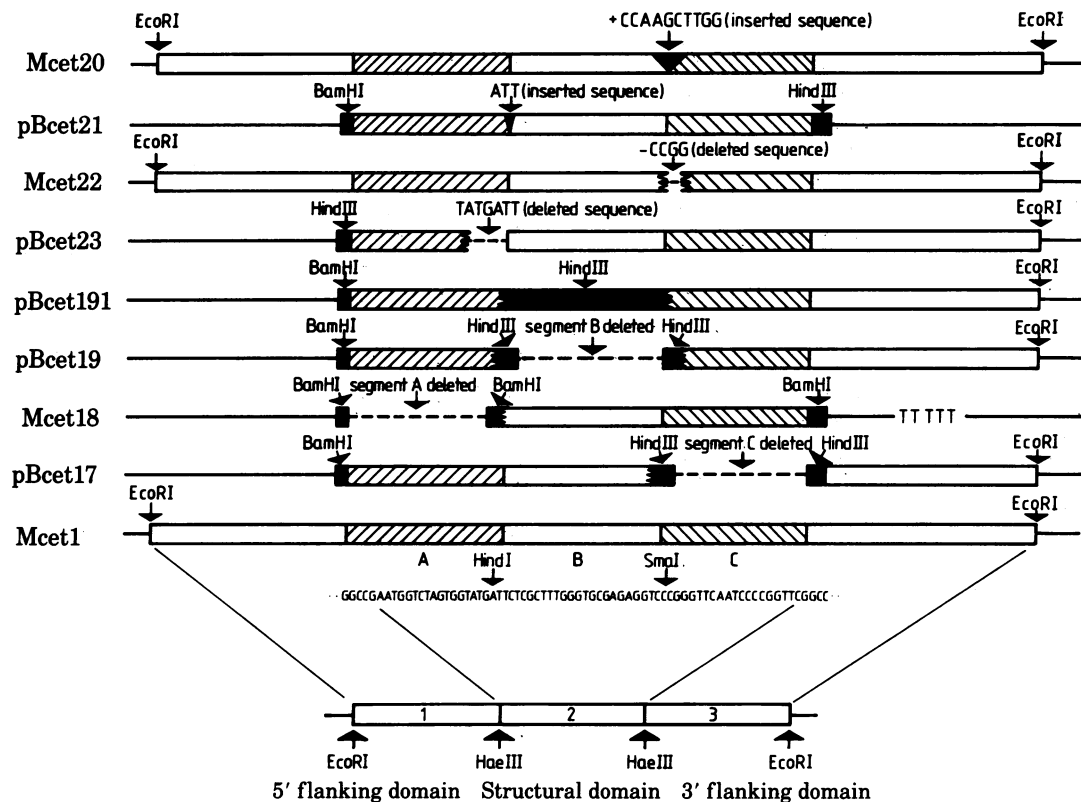 EcoRI +CCAAGCTTGG (inserted sequence) EcoRI
Mcet20
BamHI ATT (inserted sequence) HindIII
pBcet21
EcoRI -CCGG (deleted sequence) EcoRI
Mcet22
HindIII TATGATT (deleted sequence) EcoRI
pBcet23
BamHI HindIII EcoRI
pBcet191
BamHI HindIII segment B deleted HindIII EcoRI
pBcet19
BamHI segment A deleted BamHI BamHI
Mcet18 TT TTT
BamHI HindIII segment C deleted HindIII EcoRI
pBcet17
EcoRI EcoRI
Mcet1
A HindI B SmaI C
·· GGCCGAATGGTCTAGTGGTATGATTCTCGCTTTGGGTGCGAGAGGTCCCGGGTTCAATCCCCGGTTCGGCC ··
1 2 3
EcoRI HaeIII HaeIII EcoRI
5′ flanking domain Structural domain 3′ flanking domain